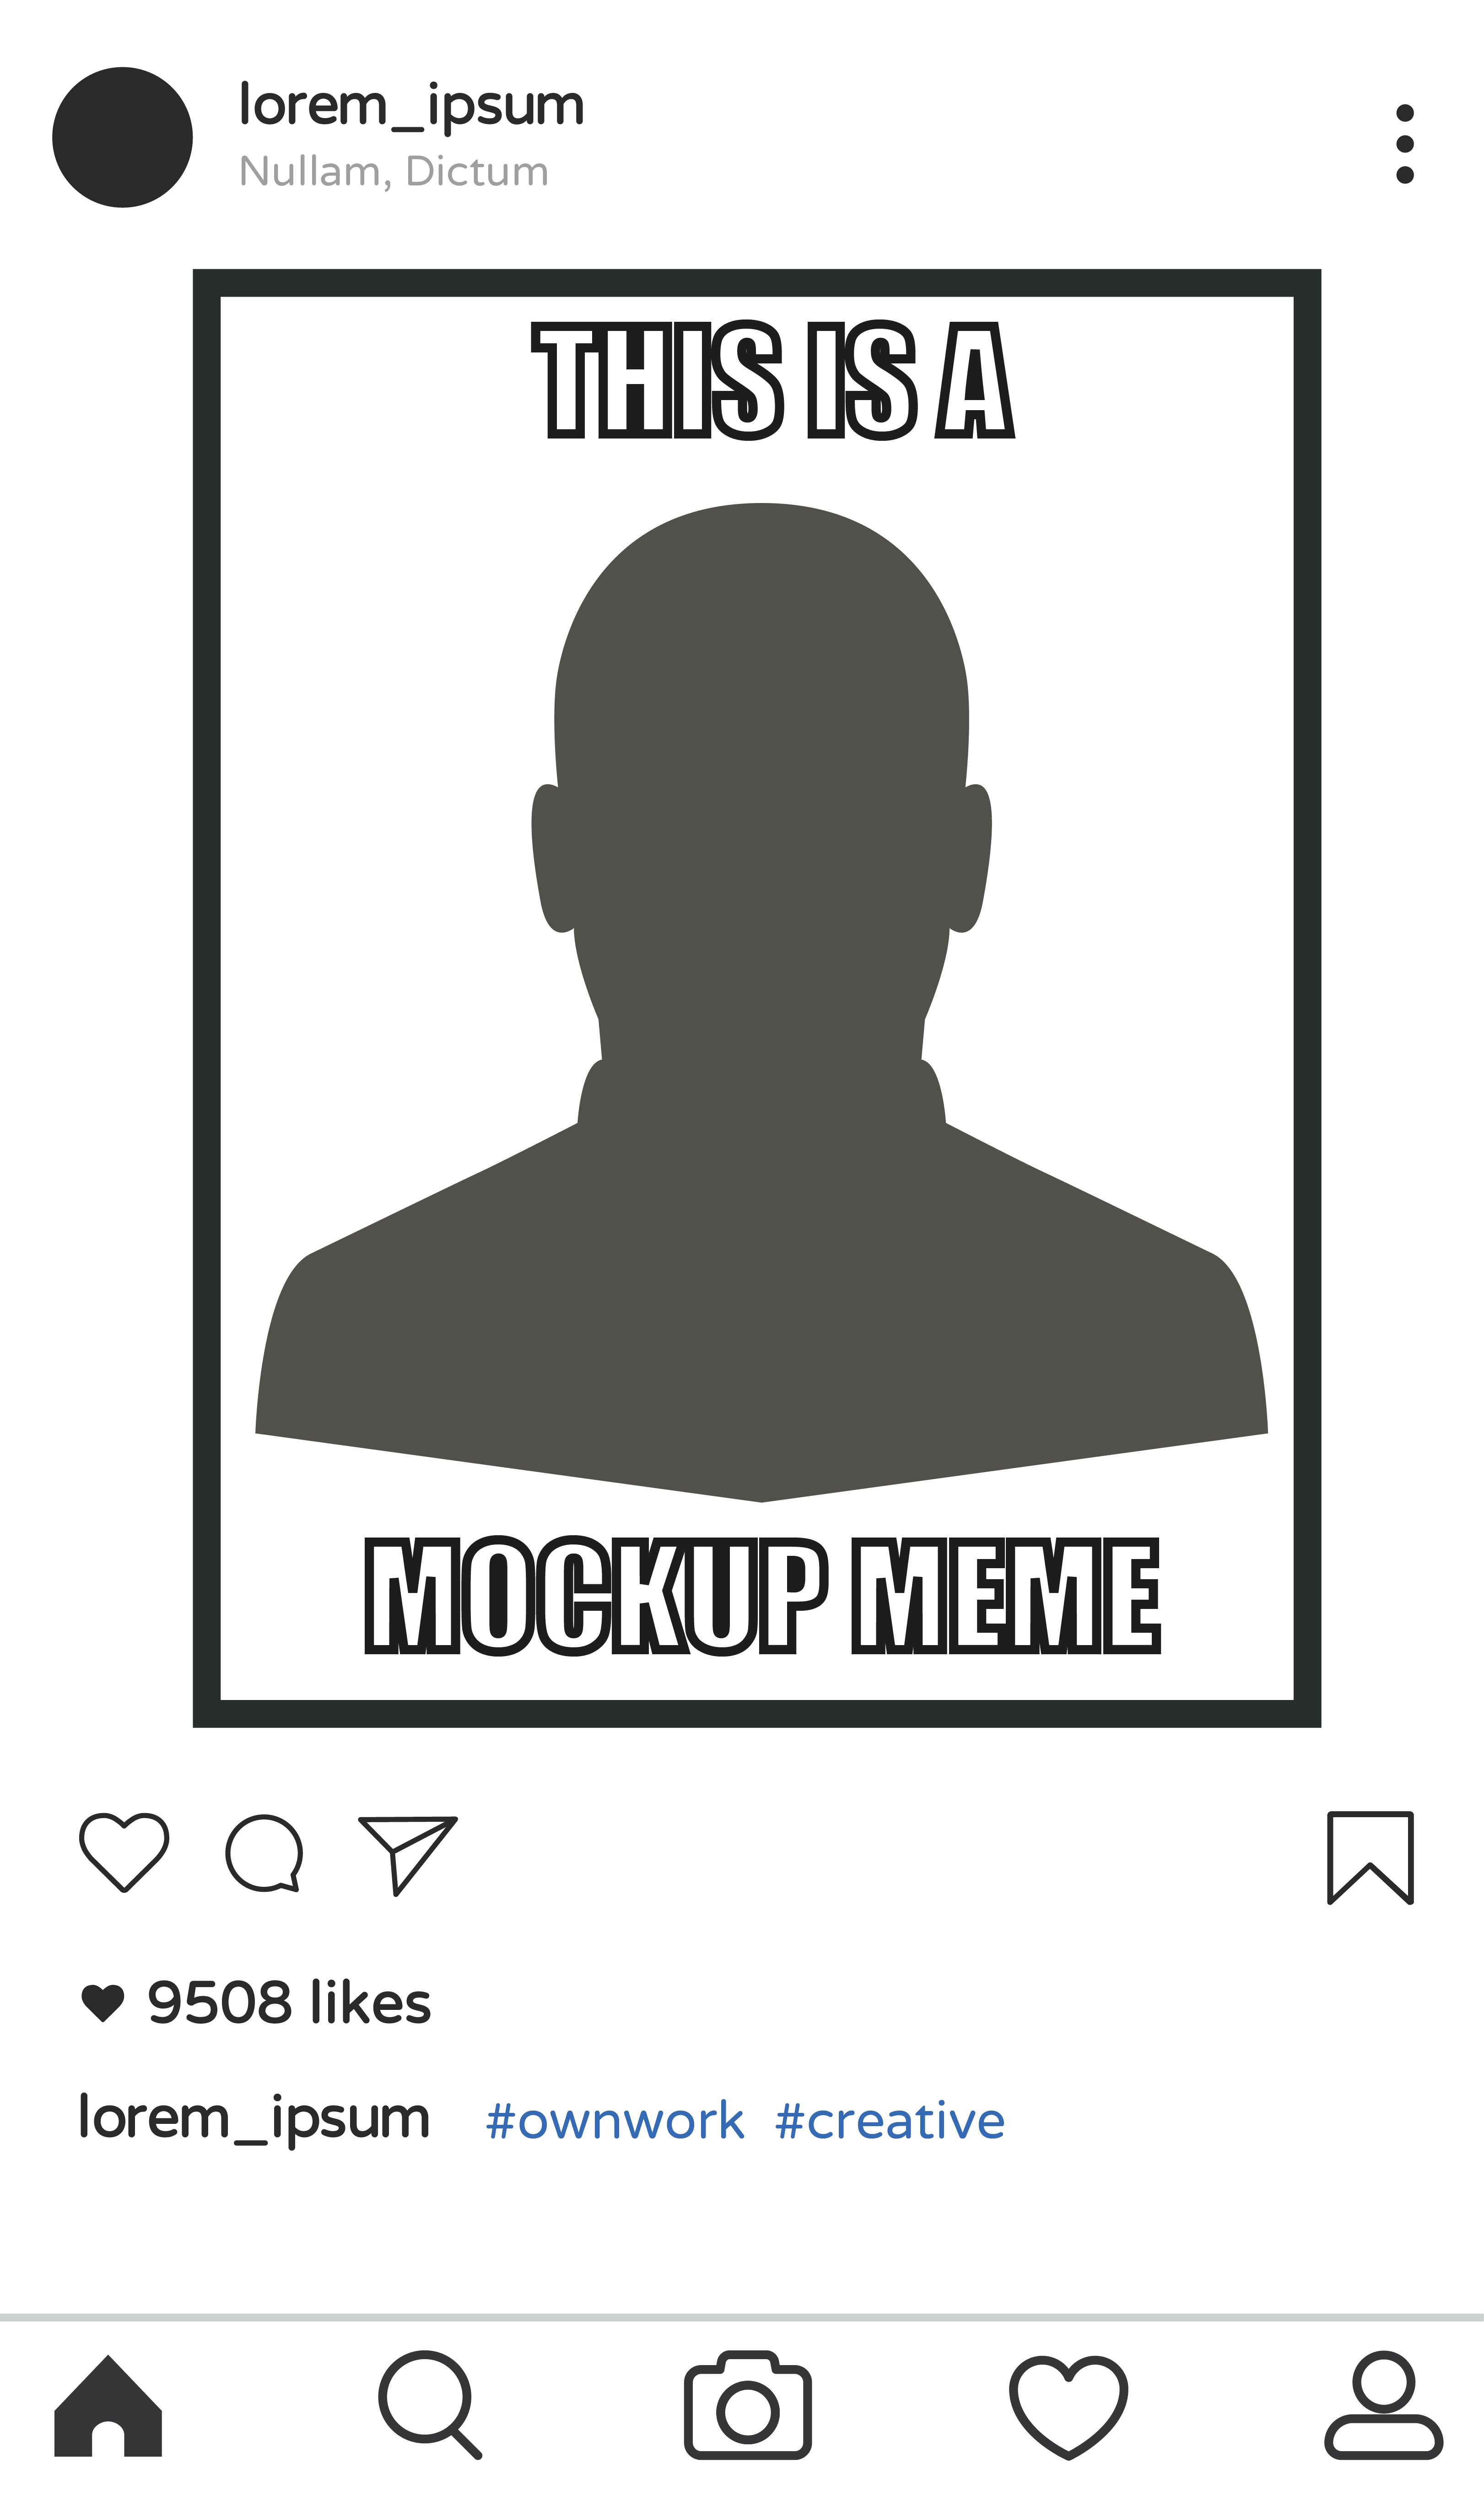 lorem_ipsum
Nullam, Dictum
THIS IS A
MOCKUP MEME
9508 likes
lorem_ipsum #ownwork #creative